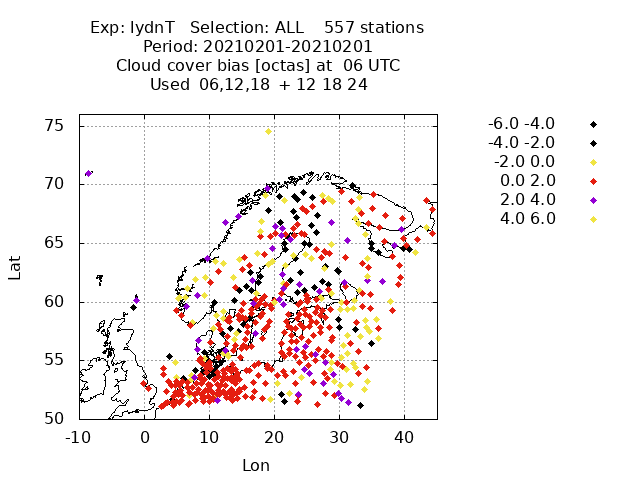 Exp: lydnT   Selection: ALL    557 stations
Period: 20210201-20210201
Cloud cover bias [octas] at  06 UTC
Used  06,12,18  + 12 18 24
-6.0 -4.0
-4.0 -2.0
-2.0 0.0
0.0 2.0
2.0 4.0
4.0 6.0
75
70
65
60
55
50
Lat
-10 0 10 20 30 40
Lon